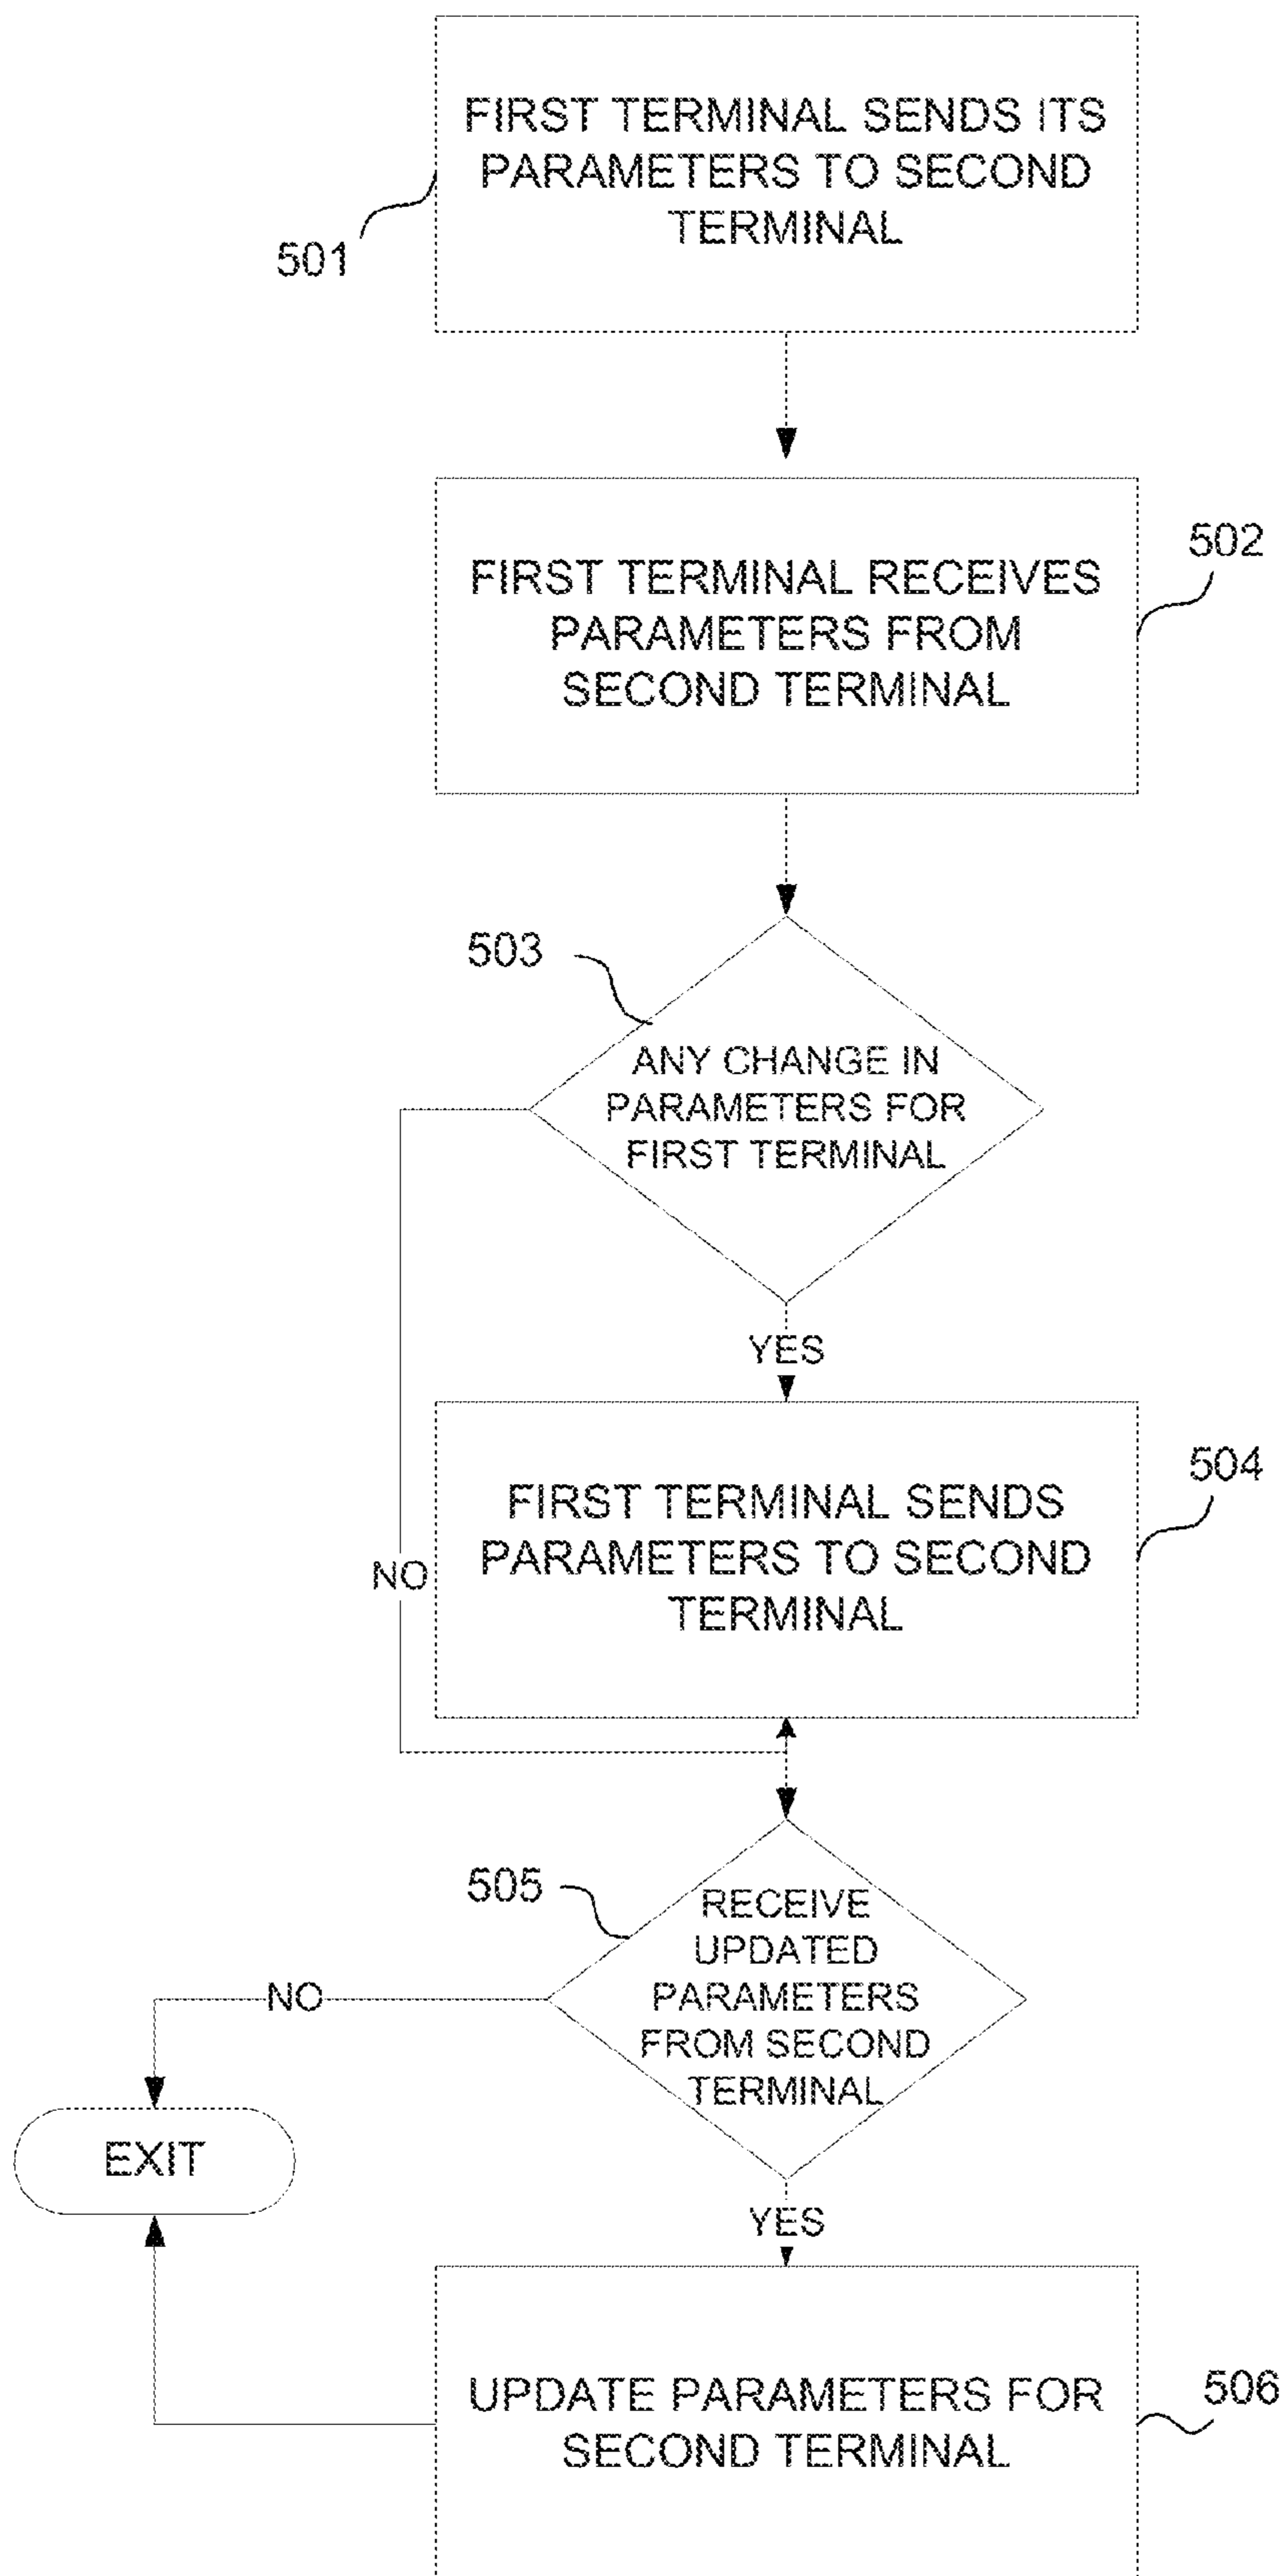 FIRST TERMINAL SENDS ITS
PARAMETERS TO SECOND
TERMINAL
501
502
FIRST TERMINAL RECEIVES
PARAMETERS FROM
SECOND TERMINAL
503
ANY CHANGE IN
PARAMETERS FOR
FIRST TERMINAL
YES
504
FIRST TERMINAL SENDS
PARAMETERS TO SECOND
TERMINAL
NO
505
RECEIVE
UPDATED
PARAMETERS
FROM SECOND
TERMINAL
NO
EXIT
YES
506
UPDATE PARAMETERS FOR
SECOND TERMINAL